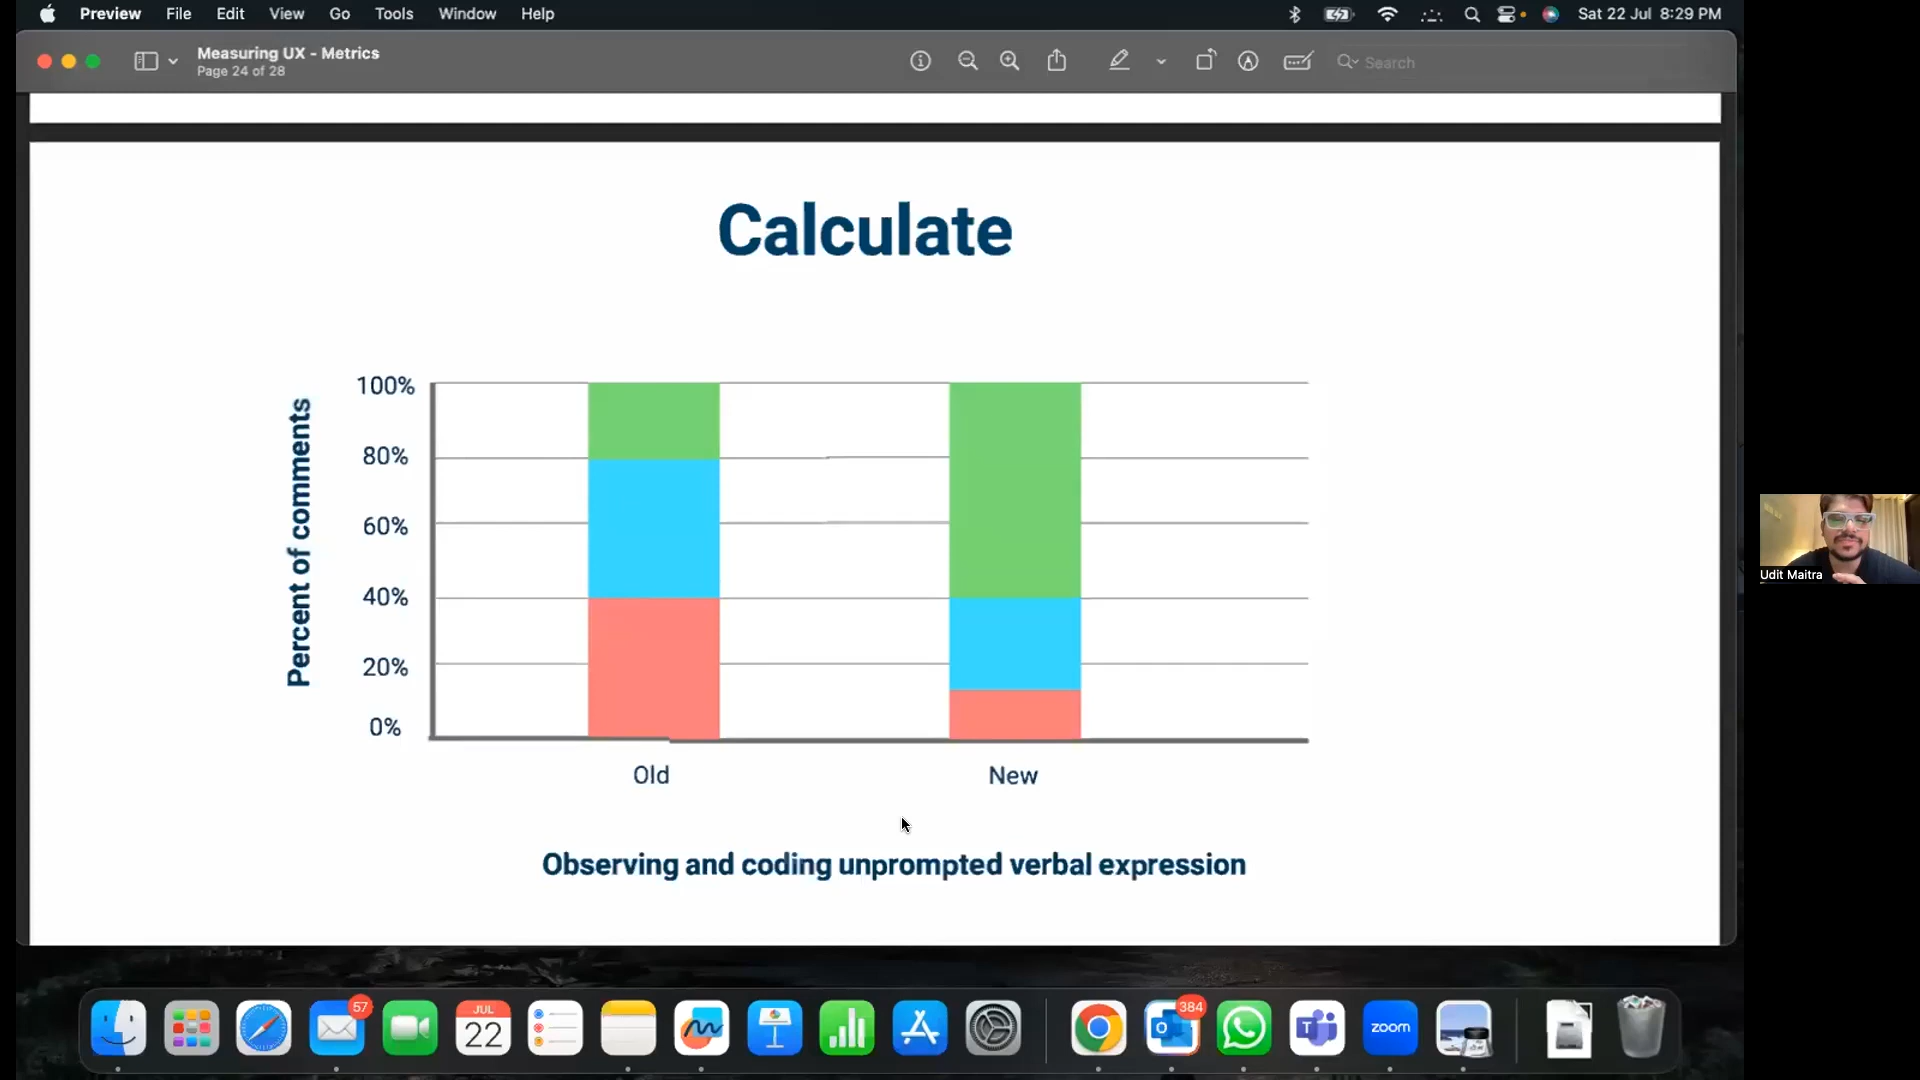 Preview File Edit View Go Tools Window Help Sat 22 Jul 8:29 PM
Measuring UX - Metrics
Page 24 of 28
Search
Calculate
Percent of comments
100%
80%
60%
40%
20%
0%
Old New
Observing and coding unprompted verbal expression
Udit Maitra
57
JUL
22
384
zoom